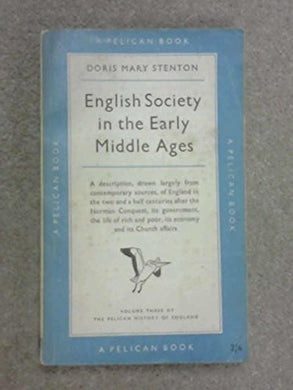 A PELICAN BOOK
DORIS MARY STENTON
English Society
in the Early
Middle Ages
A description, drawn largely from
contemporary sources, of England in
the two and a half centuries after the
Norman Conquest, its government,
the life of rich and poor, its economy
and its Church affairs
A PELICAN BOOK
A PELICAN BOOK
VOLUME THREE OF
THE PELICAN HISTORY OF ENGLAND
A PELICAN BOOK
2/6